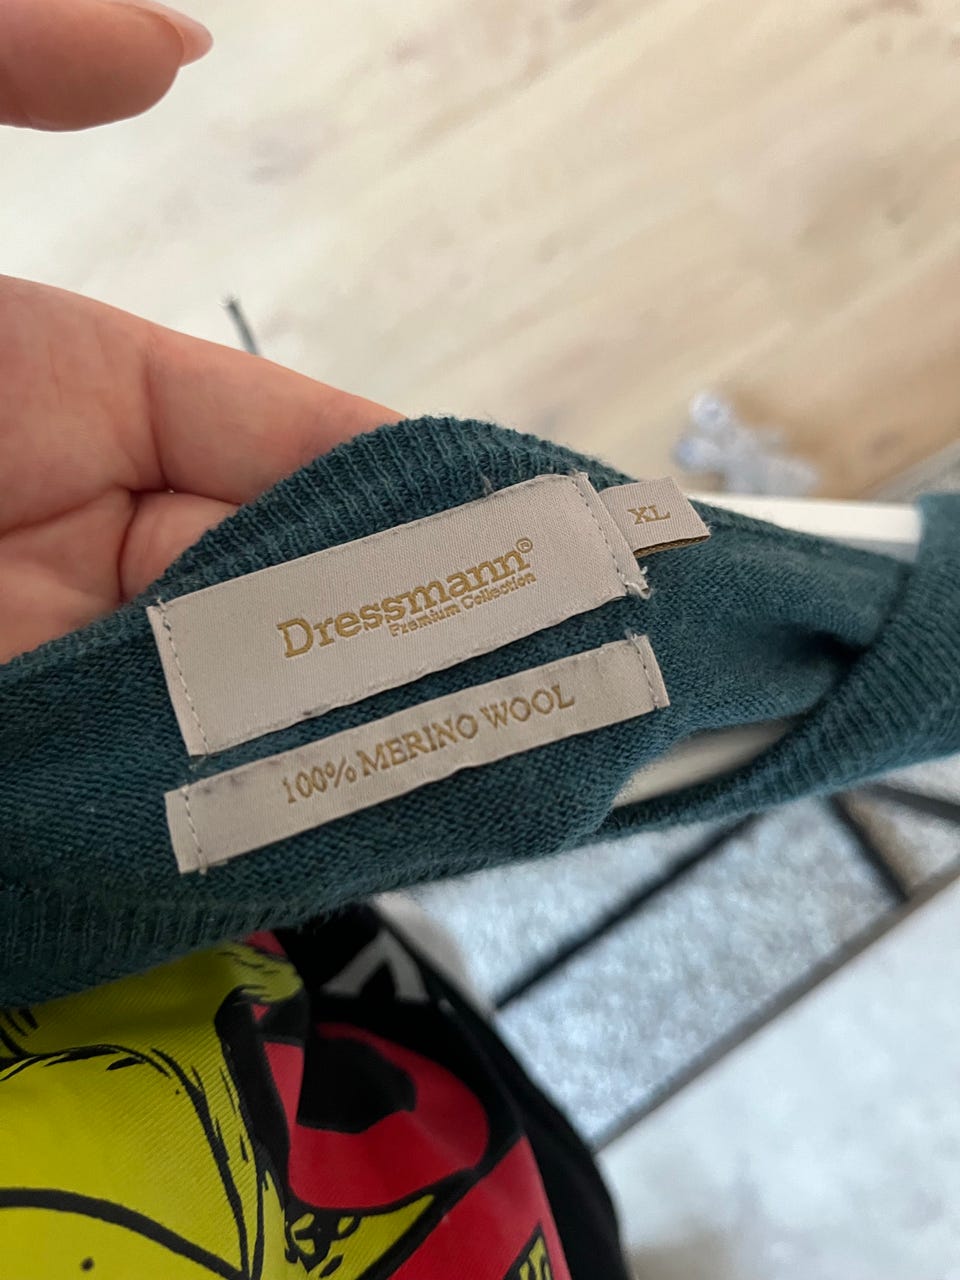 Dressmann®
Premium Collection
XL
100% MERINO WOOL